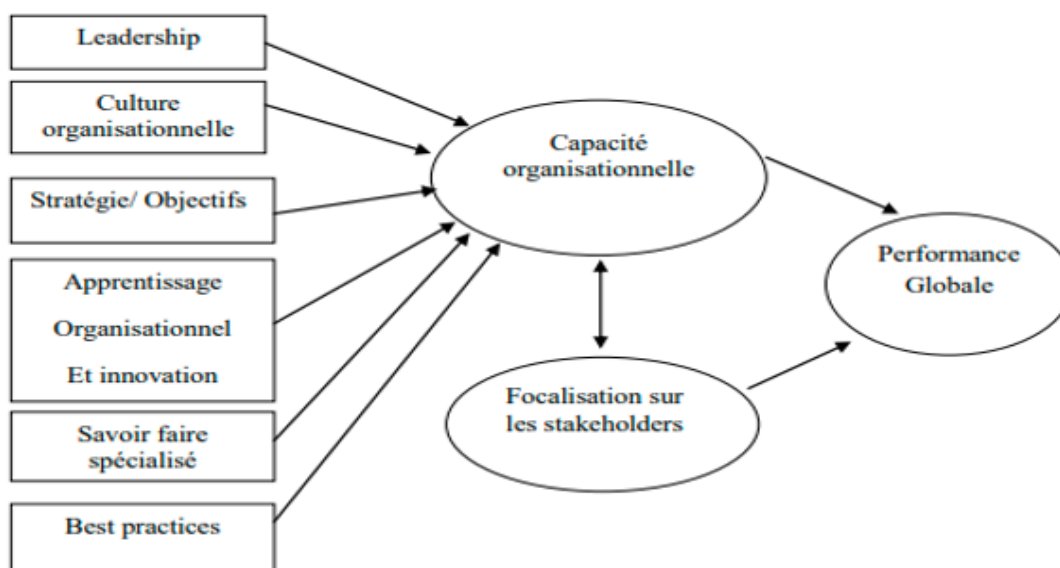 Leadership
Culture
organisationnelle
Stratégie/ Objectifs
Apprentissage
Organisationnel
Et innovation
Savoir faire
spécialisé
Best practices
Capacité
organisationnelle
Focalisation sur
les stakeholders
Performance
Globale